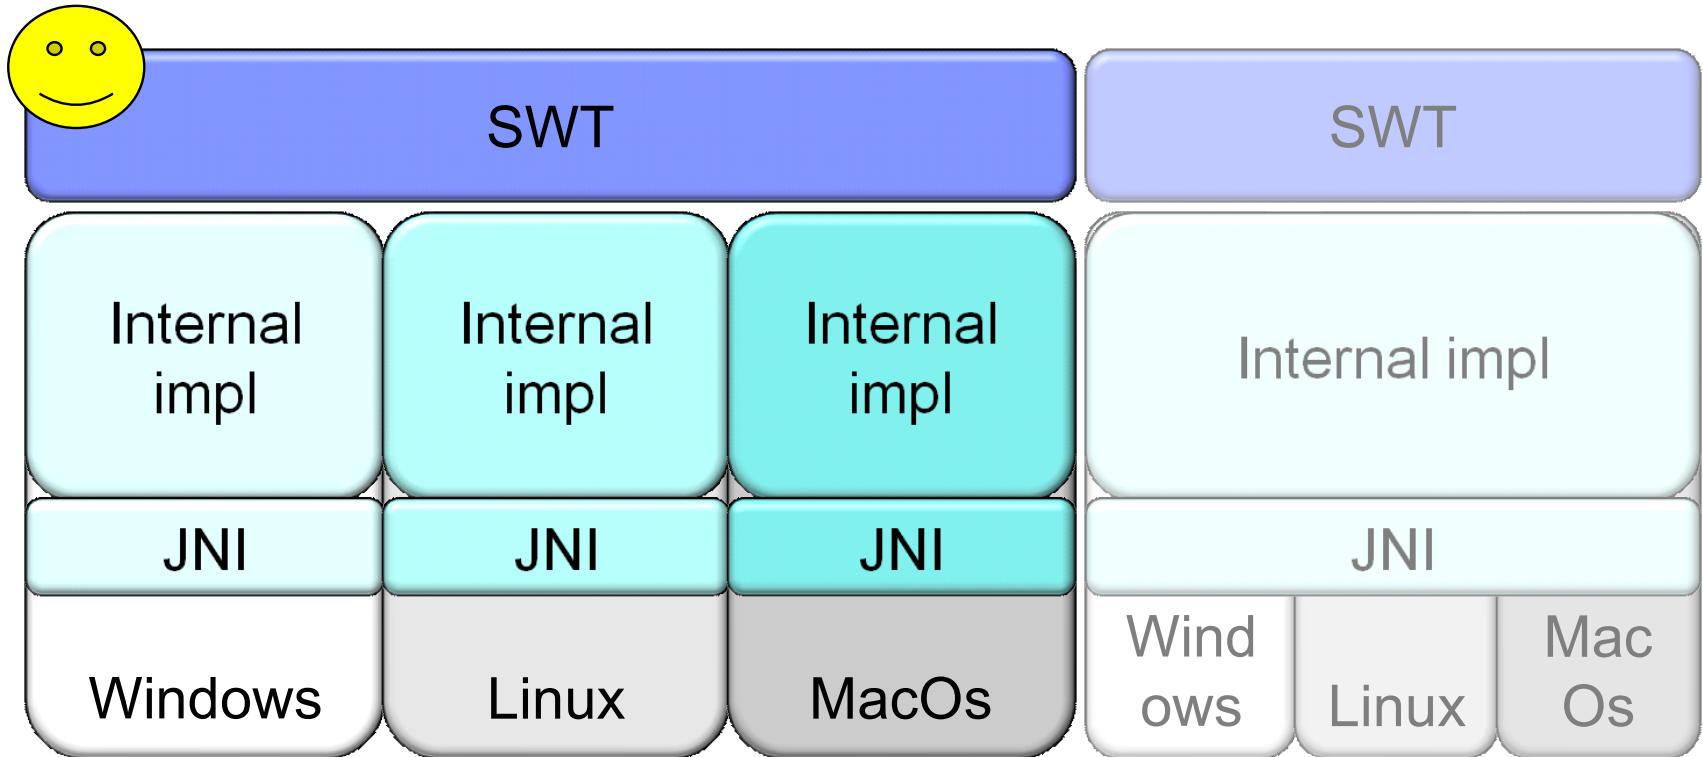 SWT
Internal
impl
Internal
impl
Internal
impl
JNI
JNI
JNI
Windows
Linux
MacOs
SWT
Internal impl
JNI
Wind
ows
Linux
Mac
Os